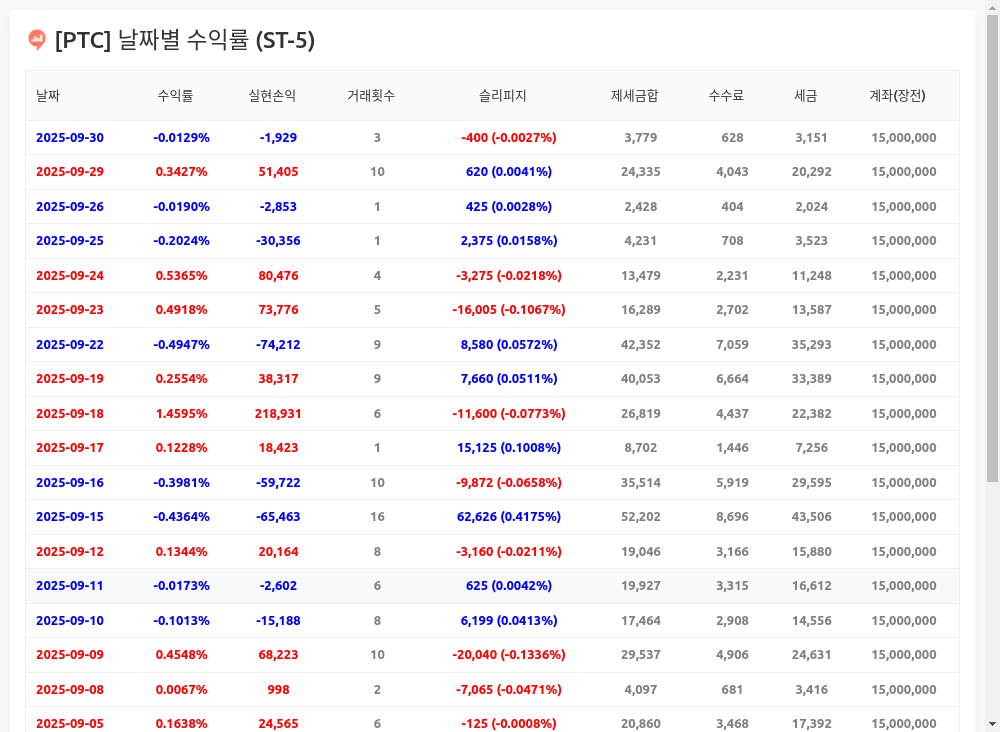 [PTC] 날짜별 수익률 (ST-5)
날짜 수익률 실현손익 거래횟수 슬리피지 제세금합 수수료 세금 계좌(장전)
2025-09-30 -0.0129% -1,929 3 -400 (-0.0027%) 3,779 628 3,151 15,000,000
2025-09-29 0.3427% 51,405 10 620 (0.0041%) 24,335 4,043 20,292 15,000,000
2025-09-26 -0.0190% -2,853 1 425 (0.0028%) 2,428 404 2,024 15,000,000
2025-09-25 -0.2024% -30,356 1 2,375 (0.0158%) 4,231 708 3,523 15,000,000
2025-09-24 0.5365% 80,476 4 -3,275 (-0.0218%) 13,479 2,231 11,248 15,000,000
2025-09-23 0.4918% 73,776 5 -16,005 (-0.1067%) 16,289 2,702 13,587 15,000,000
2025-09-22 -0.4947% -74,212 9 8,580 (0.0572%) 42,352 7,059 35,293 15,000,000
2025-09-19 0.2554% 38,317 9 7,660 (0.0511%) 40,053 6,664 33,389 15,000,000
2025-09-18 1.4595% 218,931 6 -11,600 (-0.0773%) 26,819 4,437 22,382 15,000,000
2025-09-17 0.1228% 18,423 1 15,125 (0.1008%) 8,702 1,446 7,256 15,000,000
2025-09-16 -0.3981% -59,722 10 -9,872 (-0.0658%) 35,514 5,919 29,595 15,000,000
2025-09-15 -0.4364% -65,463 16 62,626 (0.4175%) 52,202 8,696 43,506 15,000,000
2025-09-12 0.1344% 20,164 8 -3,160 (-0.0211%) 19,046 3,166 15,880 15,000,000
2025-09-11 -0.0173% -2,602 6 625 (0.0042%) 19,927 3,315 16,612 15,000,000
2025-09-10 -0.1013% -15,188 8 6,199 (0.0413%) 17,464 2,908 14,556 15,000,000
2025-09-09 0.4548% 68,223 10 -20,040 (-0.1336%) 29,537 4,906 24,631 15,000,000
2025-09-08 0.0067% 998 2 -7,065 (-0.0471%) 4,097 681 3,416 15,000,000
2025-09-05 0.1638% 24,565 6 -125 (-0.0008%) 20,860 3,468 17,392 15,000,000